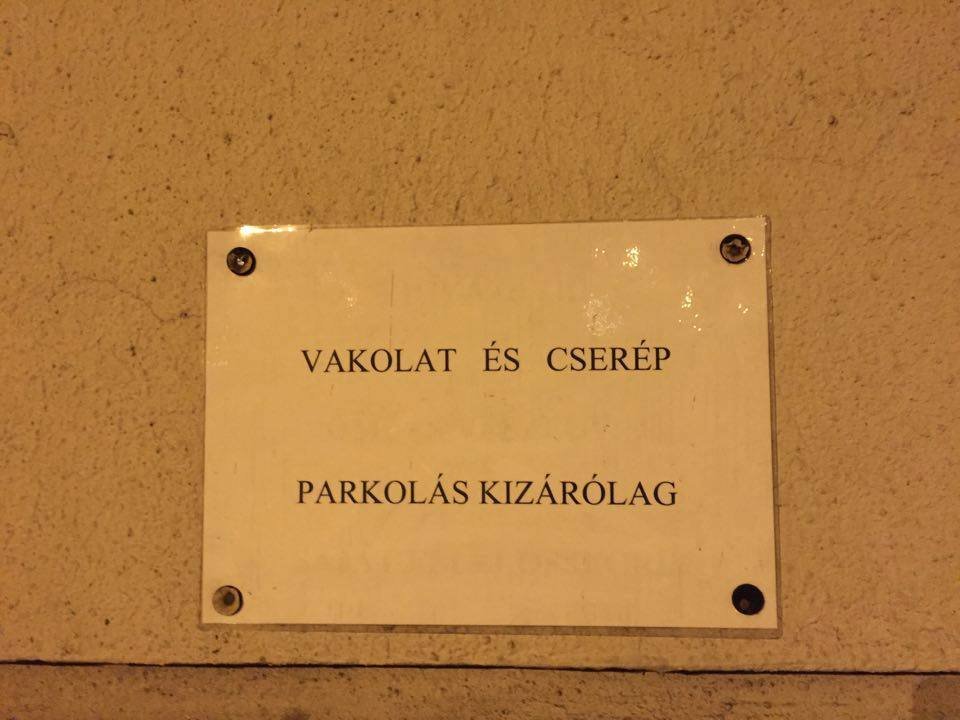 VAKOLAT ÉS CSERÉP
PARKOLÁS KIZÁRÓLAG